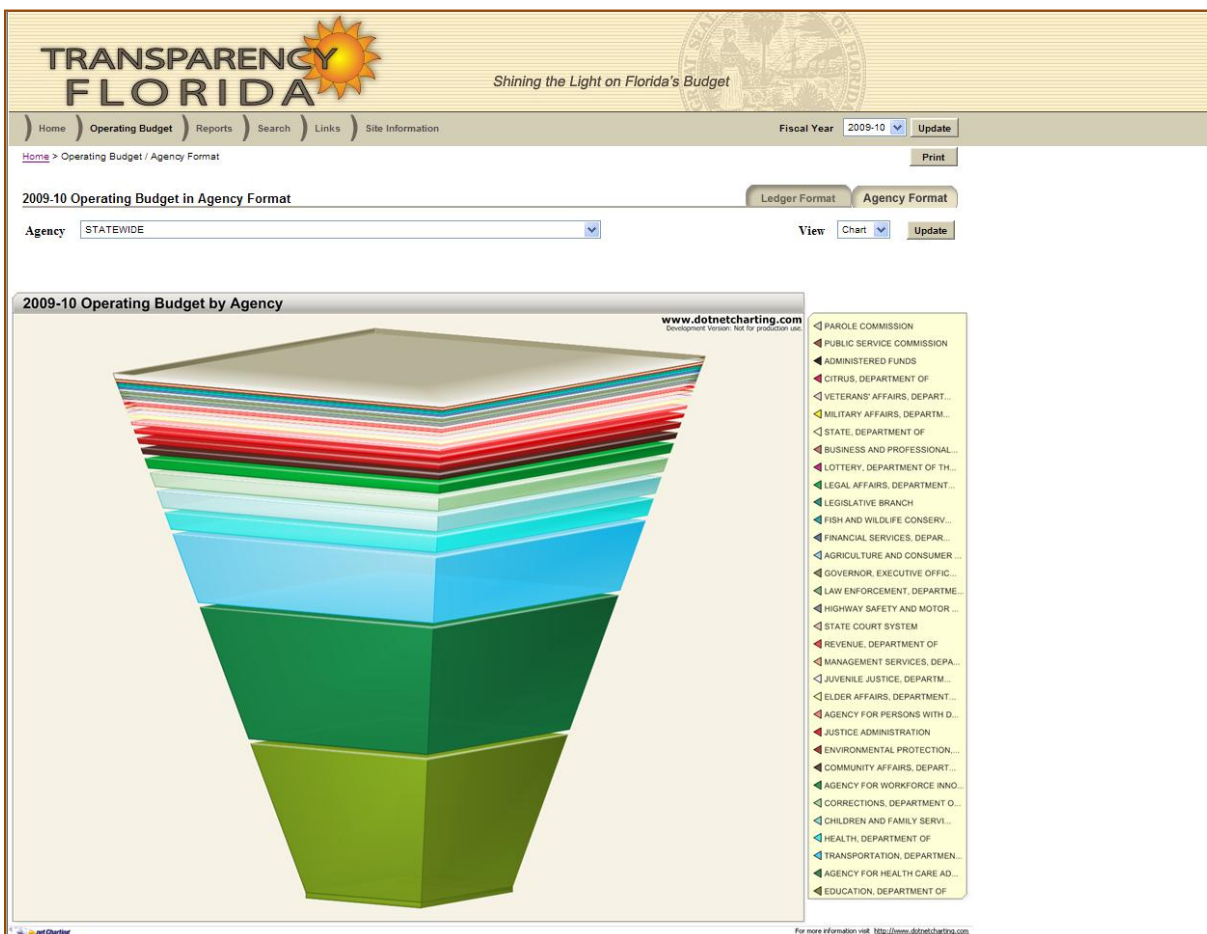 TRANSPARENCY
FLORIDA
Shining the Light on Florida's Budget
GREAT SEAL OF FLORIDA
Home Operating Budget Reports Search Links Site Information Fiscal Year 2009-10 Update
Home > Operating Budget / Agency Format Print
2009-10 Operating Budget in Agency Format Ledger Format Agency Format
Agency STATEWIDE View Chart Update
2009-10 Operating Budget by Agency
www.dotnetcharting.com
Development Version: Not for production use.
PAROLE COMMISSION
PUBLIC SERVICE COMMISSION
ADMINISTERED FUNDS
CITRUS, DEPARTMENT OF
VETERANS' AFFAIRS, DEPART...
MILITARY AFFAIRS, DEPARTM...
STATE, DEPARTMENT OF
BUSINESS AND PROFESSIONAL...
LOTTERY, DEPARTMENT OF TH...
LEGAL AFFAIRS, DEPARTMENT...
LEGISLATIVE BRANCH
FISH AND WILDLIFE CONSERV...
FINANCIAL SERVICES, DEPAR...
AGRICULTURE AND CONSUMER ...
GOVERNOR, EXECUTIVE OFFIC...
LAW ENFORCEMENT, DEPARTME...
HIGHWAY SAFETY AND MOTOR ...
STATE COURT SYSTEM
REVENUE, DEPARTMENT OF
MANAGEMENT SERVICES, DEPA...
JUVENILE JUSTICE, DEPARTM...
ELDER AFFAIRS, DEPARTMENT...
AGENCY FOR PERSONS WITH D...
JUSTICE ADMINISTRATION
ENVIRONMENTAL PROTECTION,...
COMMUNITY AFFAIRS, DEPART...
AGENCY FOR WORKFORCE INNO...
CORRECTIONS, DEPARTMENT O...
CHILDREN AND FAMILY SERVI...
HEALTH, DEPARTMENT OF
TRANSPORTATION, DEPARTMEN...
AGENCY FOR HEALTH CARE AD...
EDUCATION, DEPARTMENT OF
.net Charting For more information visit http://www.dotnetcharting.com